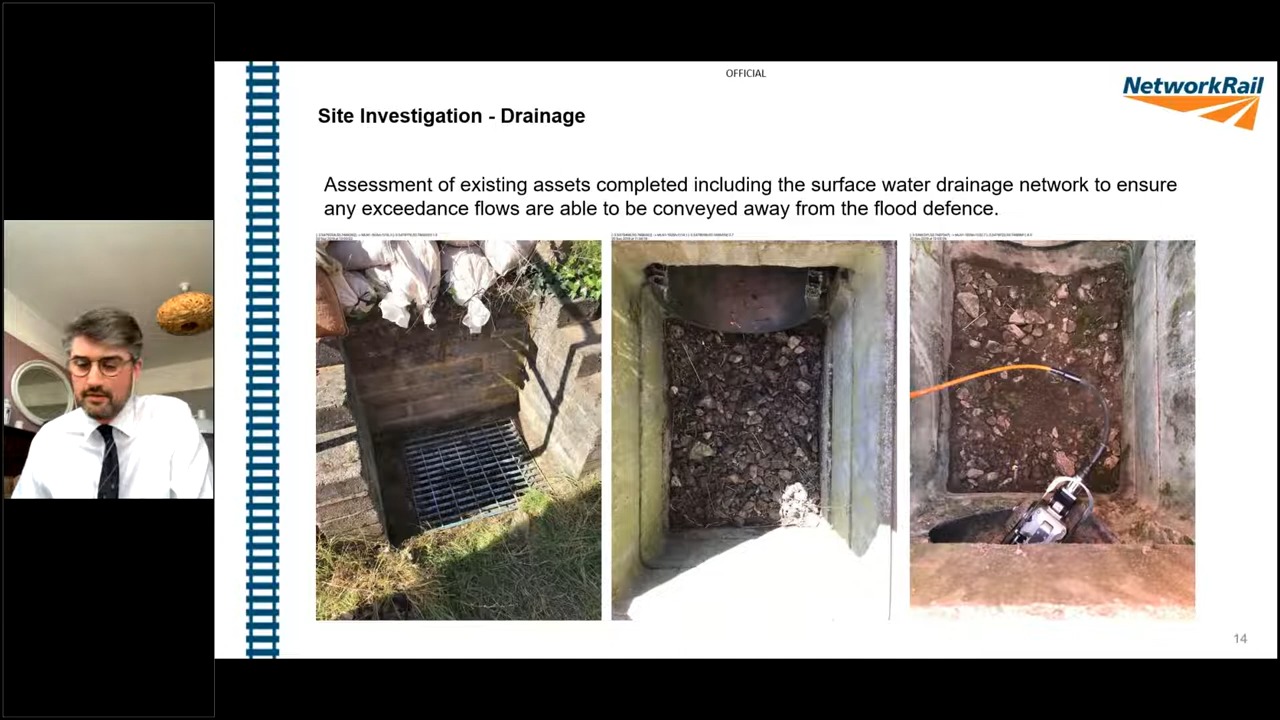 OFFICIAL
NetworkRail
Site Investigation - Drainage
Assessment of existing assets completed including the surface water drainage network to ensure
any exceedance flows are able to be conveyed away from the flood defence.
14